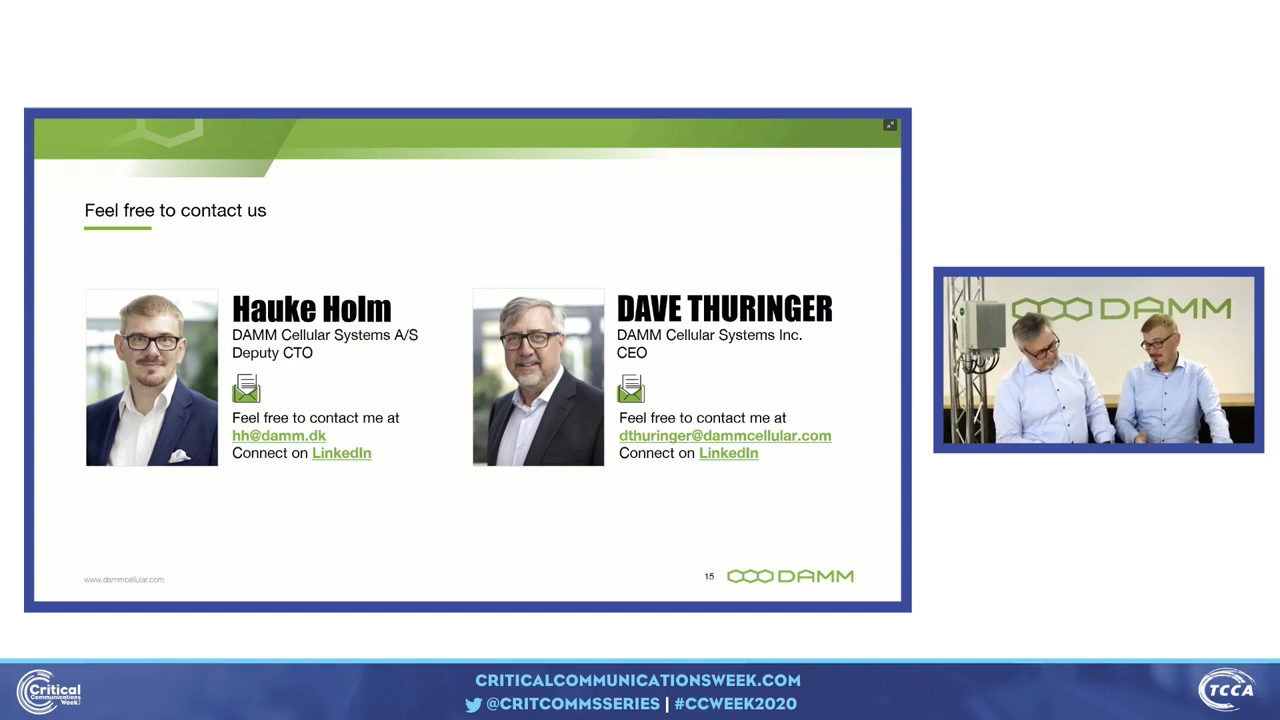 Feel free to contact us
Hauke Holm
DAMM Cellular Systems A/S
Deputy CTO
Feel free to contact me at
hh@damm.dk
Connect on LinkedIn
DAVE THURINGER
DAMM Cellular Systems Inc.
CEO
Feel free to contact me at
dthuringer@dammcellular.com
Connect on LinkedIn
www.dammcellular.com
15
DAMM
DAMM
Critical
Communications
Week
CRITICALCOMMUNICATIONSWEEK.COM
@CRITCOMMSSERIES | #CCWEEK2020
TCCA